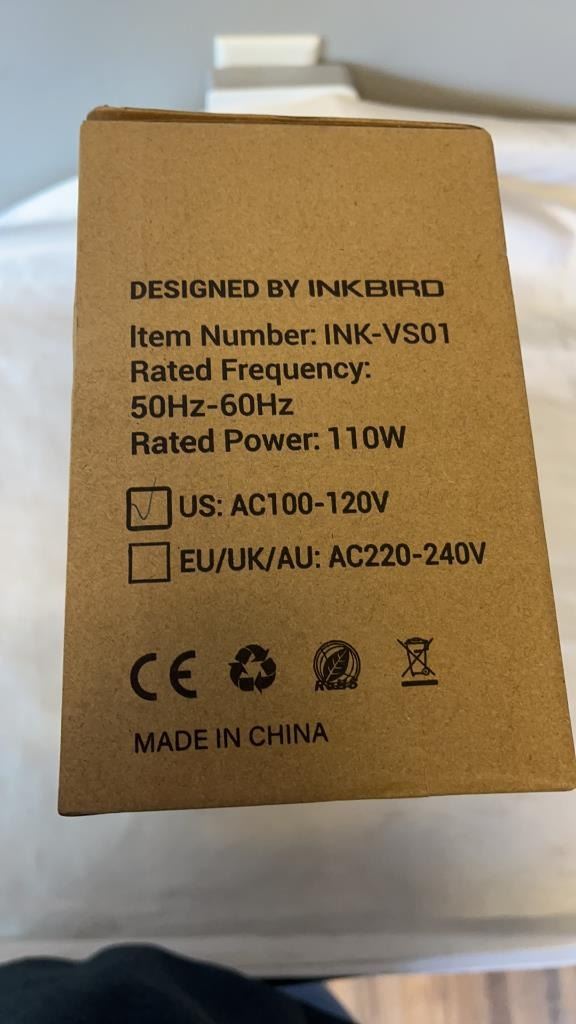 DESIGNED BY INKBIRD
Item Number: INK-VS01
Rated Frequency:
50Hz-60Hz
Rated Power: 110W
US: AC100-120V
EU/UK/AU: AC220-240V
CE
RoHS
MADE IN CHINA